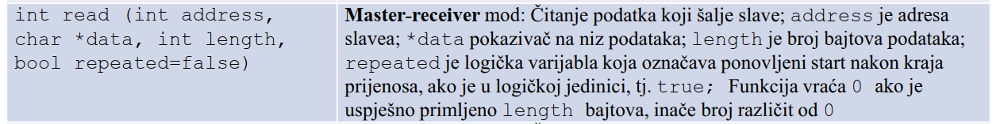 int read (int address,
char *data, int length,
bool repeated=false)
Master-receiver mod: Čitanje podatka koji šalje slave; address je adresa
slavea; *data pokazivač na niz podataka; length je broj bajtova podataka;
repeated je logička varijabla koja označava ponovljeni start nakon kraja
prijenosa, ako je u logičkoj jedinici, tj. true; Funkcija vraća 0 ako je
uspješno primljeno length bajtova, inače broj različit od 0